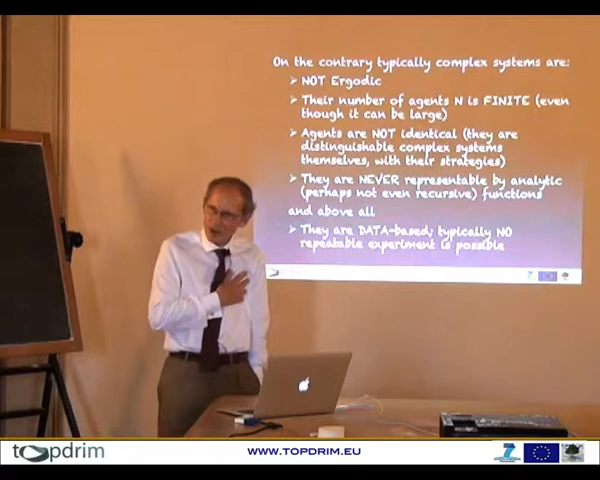 On the contrary typically complex systems are:
➢ NOT Ergodic
➢ Their number of agents N is FINITE (even
though it can be large)
➢ Agents are NOT identical (they are
distinguishable complex systems
themselves, with their strategies)
➢ They are NEVER representable by analytic
(perhaps not even recursive) functions
and above all
➢ They are DATA-based; typically NO
repeatable experiment is possible
topdrim
WWW.TOPDRIM.EU
7